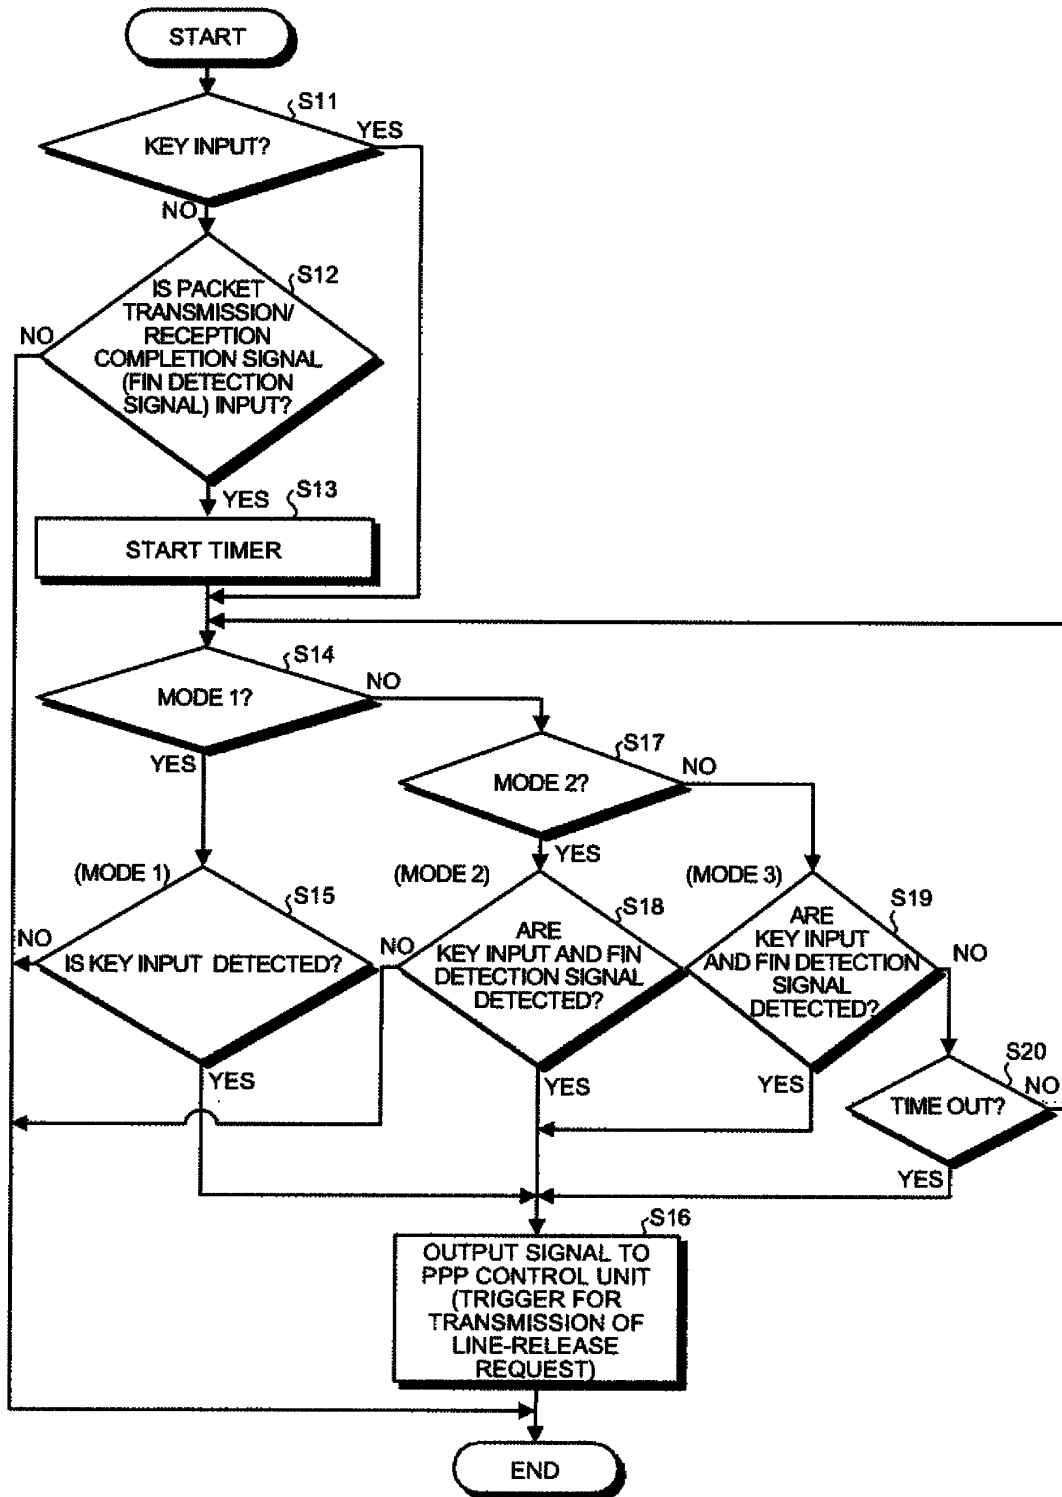 START
S11
KEY INPUT?
YES
NO
S12
IS PACKET
TRANSMISSION/
RECEPTION
COMPLETION SIGNAL
(FIN DETECTION
SIGNAL) INPUT?
NO
YES
S13
START TIMER
S14
MODE 1?
NO
YES
S17
MODE 2?
NO
YES
(MODE 1)
S15
IS KEY INPUT DETECTED?
NO
YES
(MODE 2)
S18
ARE
KEY INPUT AND FIN
DETECTION SIGNAL
DETECTED?
NO
YES
(MODE 3)
S19
ARE
KEY INPUT
AND FIN DETECTION
SIGNAL
DETECTED?
NO
YES
S20
TIME OUT?
NO
YES
S16
OUTPUT SIGNAL TO
PPP CONTROL UNIT
(TRIGGER FOR
TRANSMISSION OF
LINE-RELEASE
REQUEST)
END